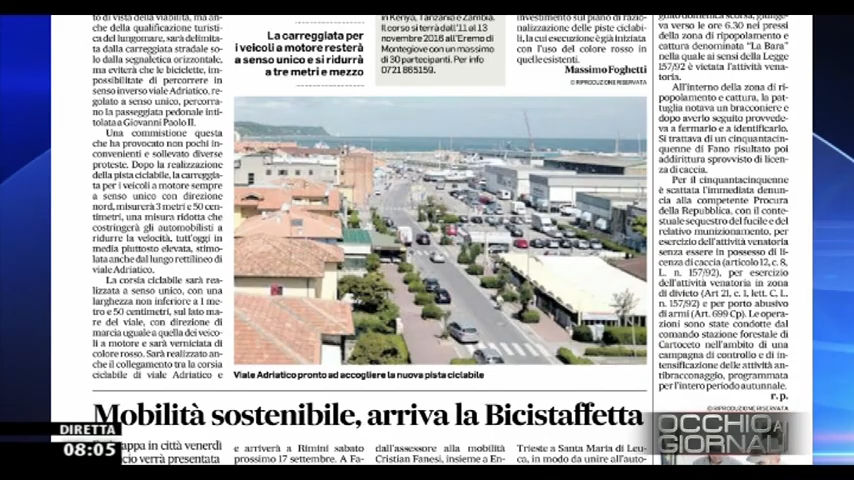 to di vista della viabilità, ma an-
che della qualificazione turisti-
ca del lungomare, sarà delimita-
ta dalla carreggiata stradale so-
lo dalla segnaletica orizzontale,
ma eviterà che le biciclette, im-
possibilitate di percorrere in
senso inverso viale Adriatico, re-
golato a senso unico, percorra-
no la passeggiata pedonale inti-
tolata a Giovanni Paolo II.
Una commistione questa
che ha provocato non pochi in-
convenienti e sollevato diverse
proteste. Dopo la realizzazione
della pista ciclabile, la carreggia-
ta per i veicoli a motore sempre
a senso unico con direzione
nord, misurerà 3 metri e 50 cen-
timetri, una misura ridotta che
costringerà gli automobilisti a
ridurre la velocità, tutt'oggi in
media piuttosto elevata, stimo-
lata anche dal lungo rettilineo di
viale Adriatico.
La corsia ciclabile sarà rea-
lizzata a senso unico, con una
larghezza non inferiore a 1 me-
tro e 50 centimetri, sul lato ma-
re del viale, con direzione di
marcia uguale a quella dei veico-
li a motore e sarà verniciata di
colore rosso. Sarà realizzato an-
che il collegamento tra la corsia
ciclabile di viale Adriatico e
La carreggiata per
i veicoli a motore resterà
a senso unico e si ridurrà
a tre metri e mezzo
in Kenya, Tanzania e Zambia.
Il corso si terrà dall'11 al 13
novembre 2016 all'Eremo di
Montegiove con un massimo
di 30 partecipanti. Per info
0721 865159.
investimento sul piano di razio-
nalizzazione delle piste ciclabi-
li, la cui esecuzione è già iniziata
con l'uso del colore rosso in
quelle esistenti.
Massimo Foghetti
© RIPRODUZIONE RISERVATA
Viale Adriatico pronto ad accogliere la nuova pista ciclabile
va verso le ore 6.30 nei pressi
della zona di ripopolamento e
cattura denominata "La Bara"
nella quale ai sensi della Legge
157/92 è vietata l'attività vena-
toria.
All'interno della zona di ri-
popolamento e cattura, la pat-
tuglia notava un bracconiere e
dopo averlo seguito provvede-
va a fermarlo e a identificarlo.
Si trattava di un cinquantacin-
quenne di Fano risultato poi
addirittura sprovvisto di licen-
za di caccia.
Per il cinquantacinquenne
è scattata l'immediata denun-
cia alla competente Procura
della Repubblica, con il conte-
stuale sequestro del fucile e del
relativo munizionamento, per
esercizio dell'attività venatoria
senza essere in possesso di li-
cenza di caccia (articolo 12, c. 8,
L. n. 157/92), per esercizio
dell'attività venatoria in zona
di divieto (Art 21, c. 1, lett. C, L.
n. 157/92) e per porto abusivo
di armi (Art. 699 Cp). Le opera-
zioni sono state condotte dal
comando stazione forestale di
Cartoceto nell'ambito di una
campagna di controllo e di in-
tensificazione delle attività an-
tibracconaggio, programmata
per l'intero periodo autunnale.
r. p.
© RIPRODUZIONE RISERVATA
Mobilità sostenibile, arriva la Bicistaffetta
tappa in città venerdì
verrà presentata
e arriverà a Rimini sabato
prossimo 17 settembre. A Fa-
dall'assessore alla mobilità
Cristian Fanesi, insieme a En-
Trieste a Santa Maria di Leu-
ca, in modo da unire all'auto-
DIRETTA
08:05
OCCHIO AI
GIORNALI